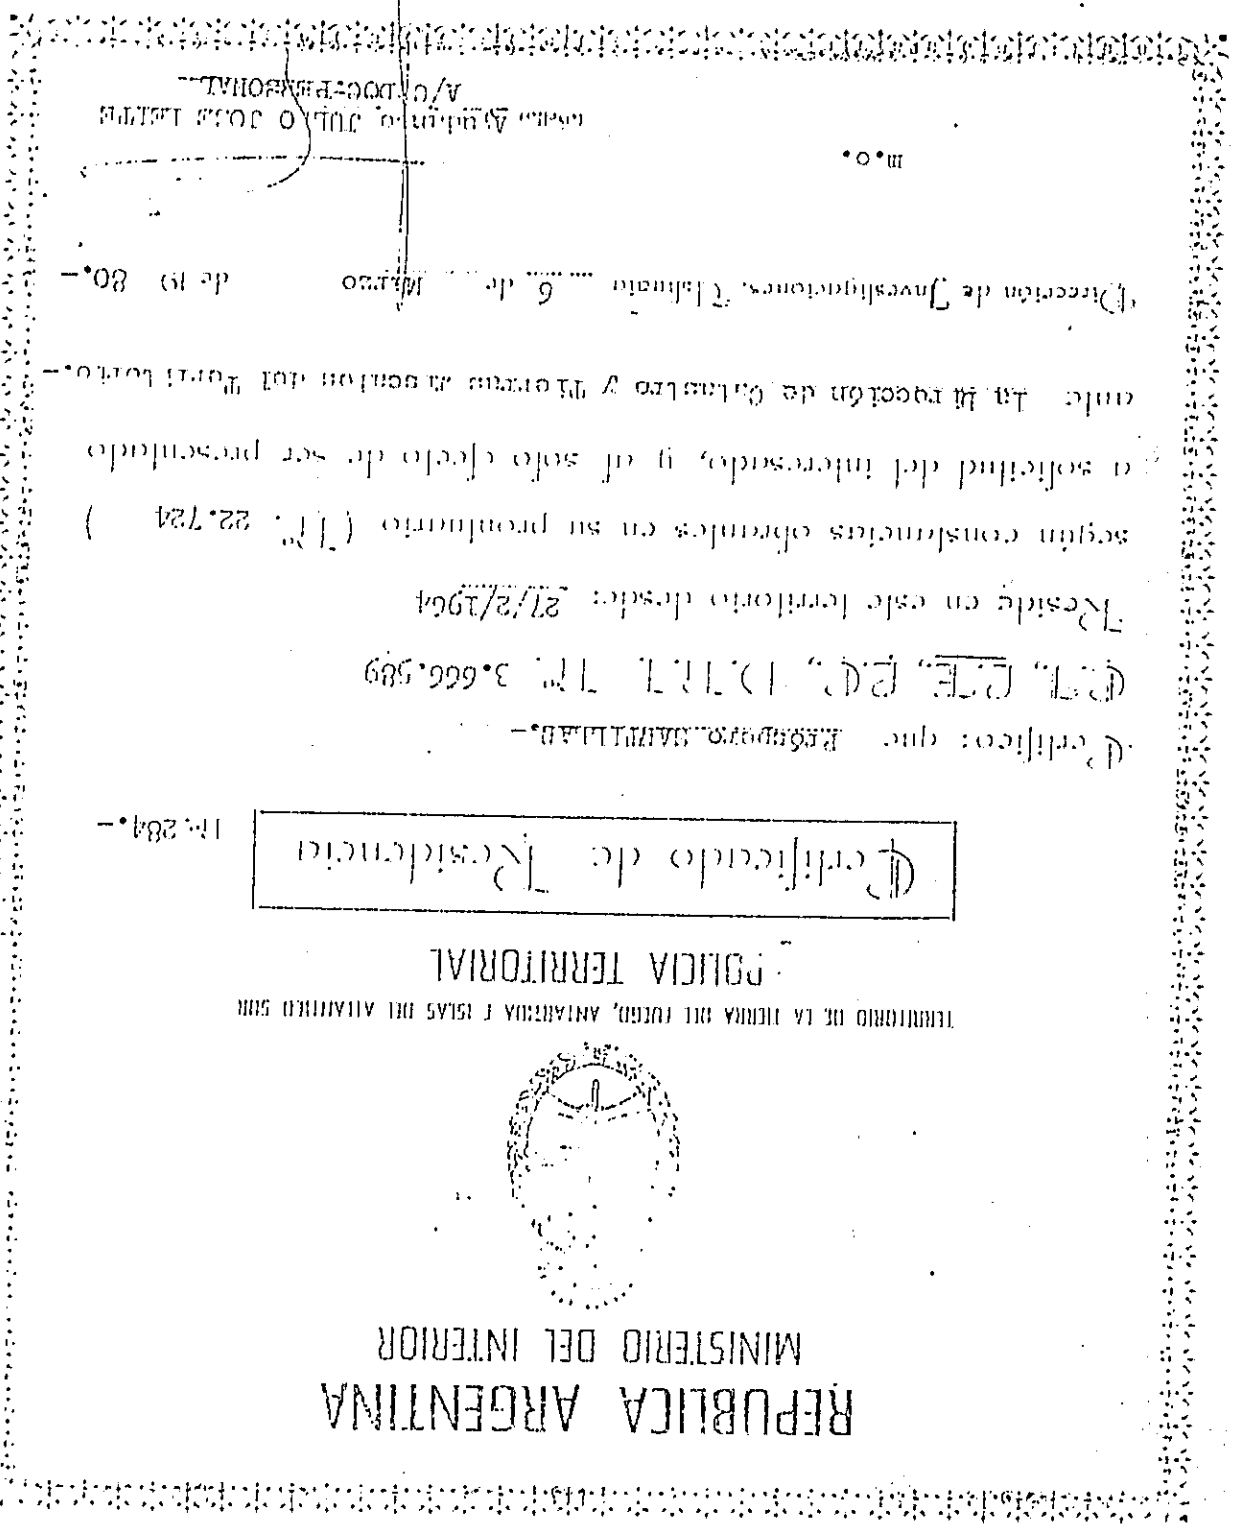 REPUBLICA ARGENTINA
MINISTERIO DEL INTERIOR
TERRITORIO DE LA TIERRA DEL FUEGO, ANTARTIDA E ISLAS DEL ATLANTICO SUR
POLICIA TERRITORIAL
Certificado de Residencia
Nº 284.-
Certifico: que
C.I., L.E., L.C., D.N.I. Nº. 3.666.589
Reside en este territorio desde: 27/2/1964
según constancias obrantes en su prontuario ( Nº. 22.724 )
a solicitud del interesado, y al solo efecto de ser presentado
ante la Dirección de Catastro y Tierras del Territorio.-
Dirección de Investigaciones, Ushuaia 6 de Marzo de 19 80.-
m.o.
JULIO JOSE LEITE
A/C DOC-PERSONAL